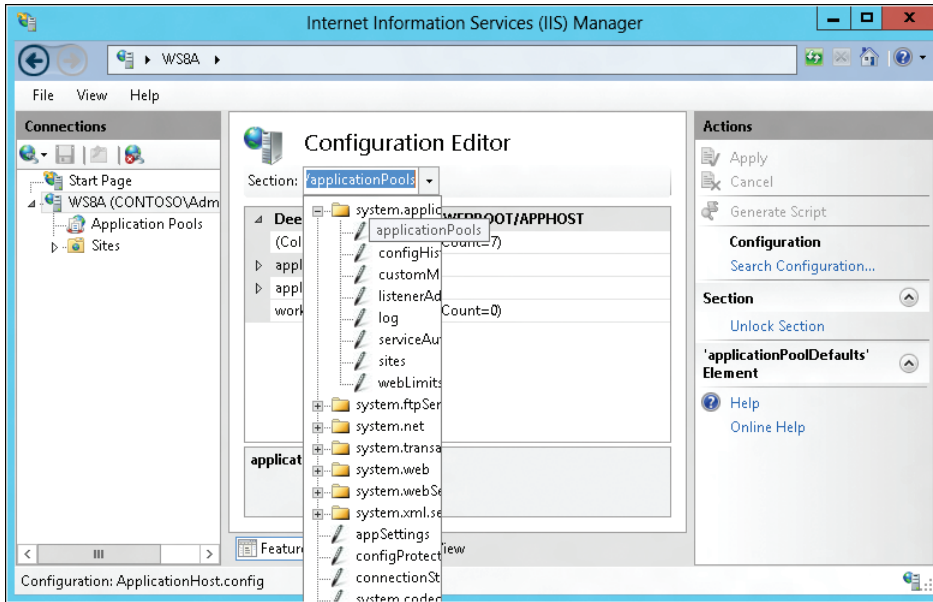 Internet Information Services (IIS) Manager
WS8A
File View Help
Connections
Start Page
WS8A (CONTOSO\Adm
Application Pools
Sites
Configuration Editor
Section: /applicationPools
Dee
WEBROOT/APPHOST
(Col
Count=7)
appl
appl
work
Count=0)
system.applic
applicationPools
configHis
customM
listenerAd
log
serviceAu
sites
webLimits
system.ftpSer
system.net
system.transa
system.web
system.webSe
system.xml.se
appSettings
configProtect
connectionSt
system.codec
applicat
Featur
iew
Actions
Apply
Cancel
Generate Script
Configuration
Search Configuration...
Section
Unlock Section
'applicationPoolDefaults'
Element
Help
Online Help
Configuration: ApplicationHost.config